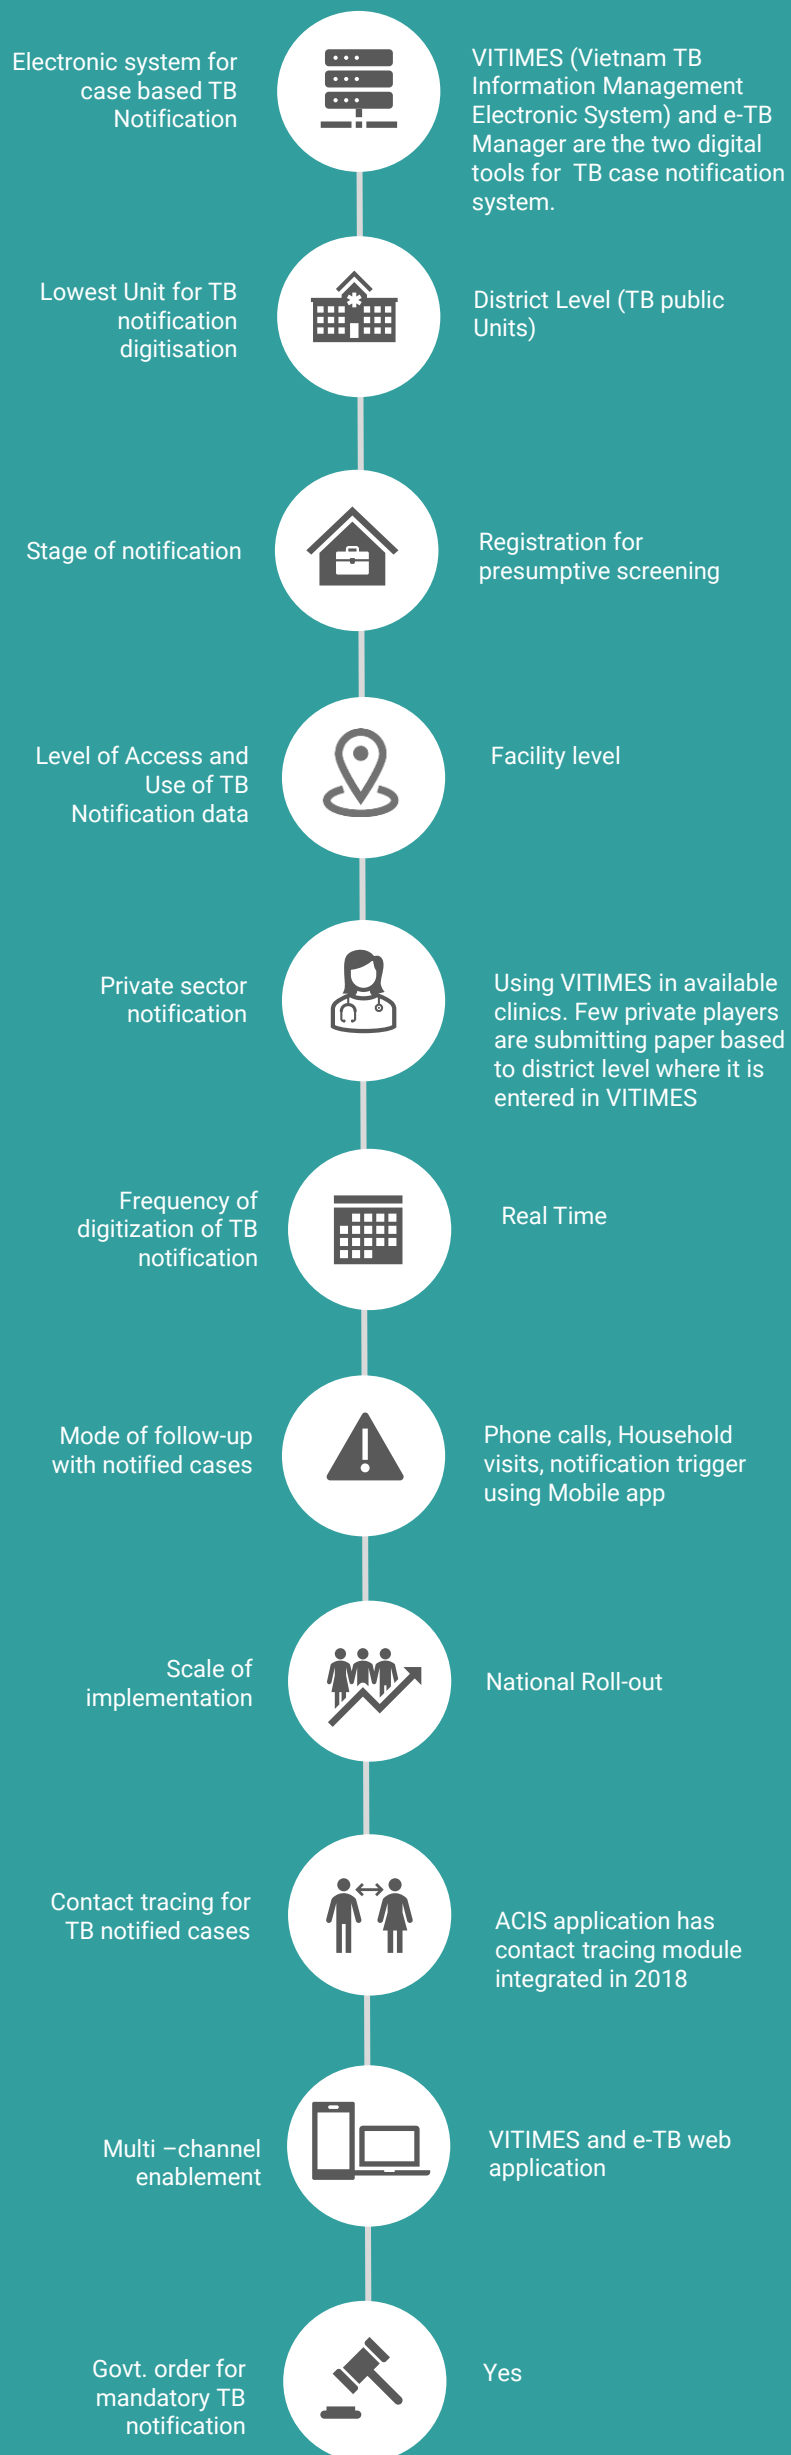 Electronic system for
case based TB
Notification
VITIMES (Vietnam TB
Information Management
Electronic System) and e-TB
Manager are the two digital
tools for  TB case notification
system.
Lowest Unit for TB
notification
digitisation
District Level (TB public
Units)
Stage of notification
Registration for
presumptive screening
Level of Access and
Use of TB
Notification data
Facility level
Private sector
notification
Using VITIMES in available
clinics. Few private players
are submitting paper based
to district level where it is
entered in VITIMES
Frequency of
digitization of TB
notification
Real Time
Mode of follow-up
with notified cases
Phone calls, Household
visits, notification trigger
using Mobile app
Scale of
implementation
National Roll-out
Contact tracing for
TB notified cases
ACIS application has
contact tracing module
integrated in 2018
Multi –channel
enablement
VITIMES and e-TB web
application
Govt. order for
mandatory TB
notification
Yes